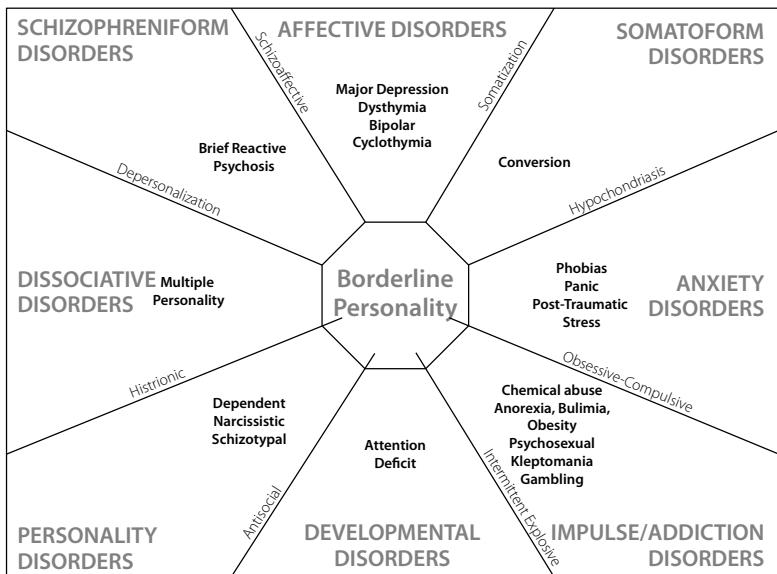 SCHIZOPHRENIFORM
DISORDERS
Schizoaffective
AFFECTIVE DISORDERS
Major Depression
Dysthymia
Bipolar
Cyclothymia
Somatization
SOMATOFORM
DISORDERS
Brief Reactive
Psychosis
Conversion
Depersonalization
Hypochondriasis
DISSOCIATIVE
DISORDERS
Multiple
Personality
Borderline
Personality
Phobias
Panic
Post-Traumatic
Stress
ANXIETY
DISORDERS
Histrionic
Obsessive-Compulsive
Dependent
Narcissistic
Schizotypal
Attention
Deficit
Chemical abuse
Anorexia, Bulimia,
Obesity
Psychosexual
Kleptomania
Gambling
Antisocial
Intermittent Explosive
PERSONALITY
DISORDERS
DEVELOPMENTAL
DISORDERS
IMPULSE/ADDICTION
DISORDERS